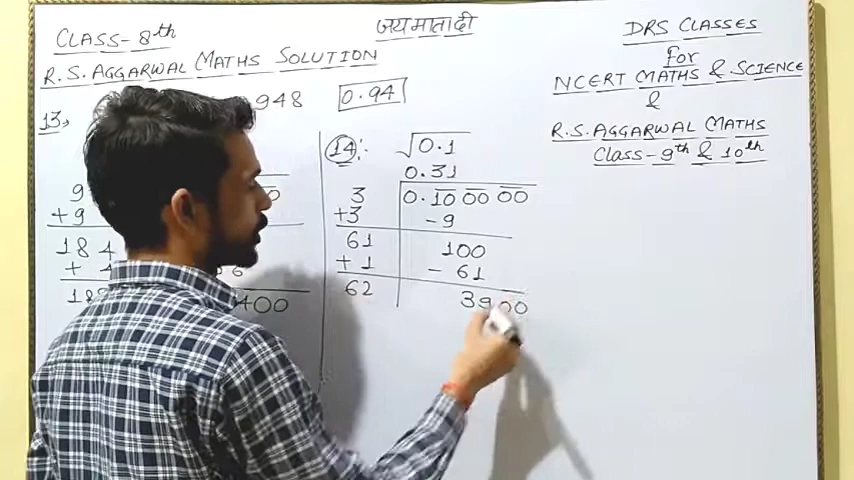 CLASS-8th
जय माता दी
R.S. AGGARWAL MATHS SOLUTION
DRS CLASSES
For
NCERT MATHS & SCIENCE
&
R.S. AGGARWAL MATHS
Class-9th & 10th
13,
948
0.94
9
+9
184
+
400
14 :-
√0.1
0.31
3
0.10 00 00
+3
-9
61
100
+1
-61
62
3900